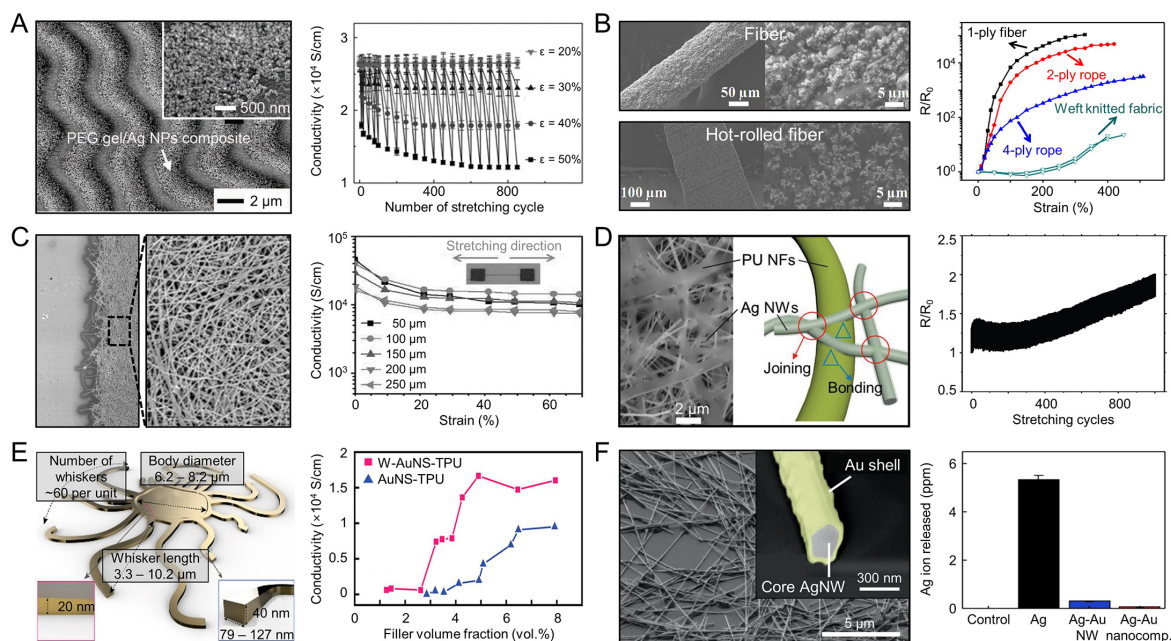 A
500 nm
PEG gel/Ag NPs composite
2 µm
Conductivity (×10⁴ S/cm)
3
2
1
ε = 20%
ε = 30%
ε = 40%
ε = 50%
0
300
600
900
Number of stretching cycle
B
Fiber
50 µm
5 µm
Hot-rolled fiber
100 µm
5 µm
R/R₀
10⁴
10²
10⁰
1-ply fiber
2-ply rope
Weft knitted fabric
4-ply rope
0
200
400
Strain (%)
C
Conductivity (S/cm)
10⁵
10⁴
10³
Stretching direction
50 µm
100 µm
150 µm
200 µm
250 µm
0
10
20
30
40
50
60
Strain (%)
D
PU NFs
Ag NWs
Joining
Bonding
2 µm
R/R₀
2.5
2
1.5
1
0
400
800
Stretching cycles
E
Number of
whiskers
~60 per unit
Body diameter
6.2 – 8.2 µm
Whisker length
3.3 – 10.2 µm
20 nm
40 nm
79 – 127 nm
Conductivity (×10⁴ S/cm)
2
1.5
1
0.5
0
W-AuNS-TPU
AuNS-TPU
0
2
4
6
8
Filler volume fraction (vol.%)
F
Au shell
Core AgNW
300 nm
5 µm
Ag ion released (ppm)
6
4
2
0
Control
Ag
Ag-Au
NW
Ag-Au
nanocomp.